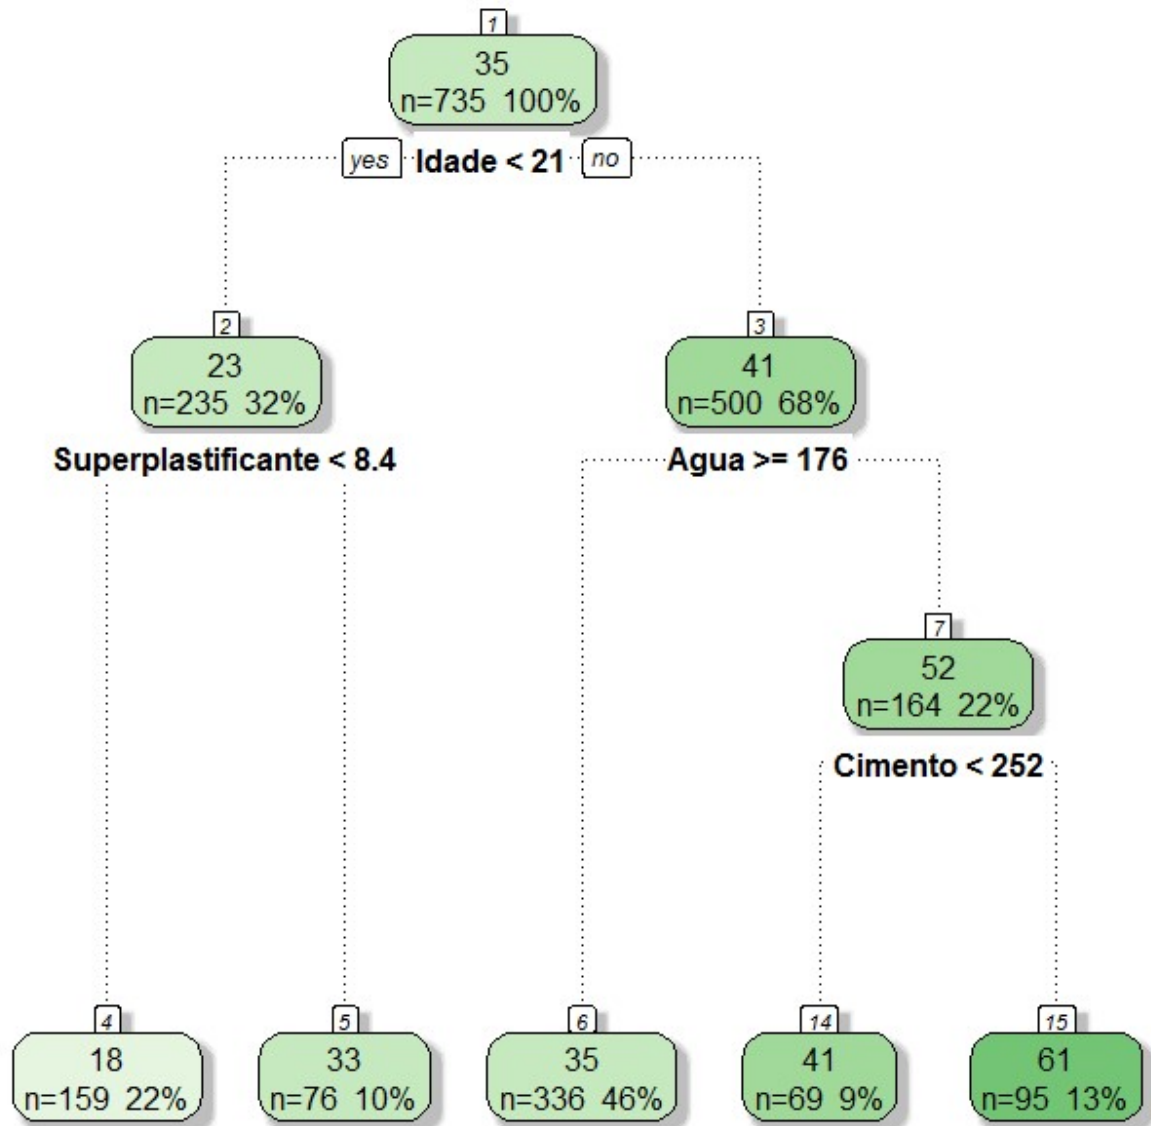 1
35
n=735 100%
yes Idade < 21 no
2
23
n=235 32%
3
41
n=500 68%
Superplastificante < 8.4
Agua >= 176
7
52
n=164 22%
Cimento < 252
4
18
n=159 22%
5
33
n=76 10%
6
35
n=336 46%
14
41
n=69 9%
15
61
n=95 13%